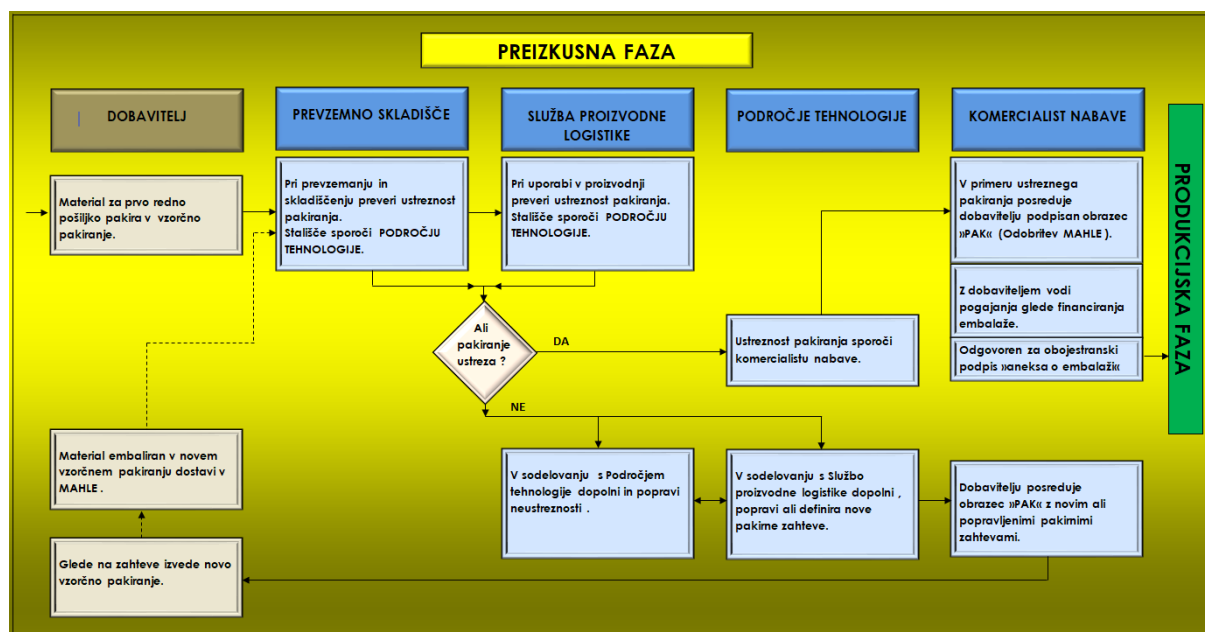 PREIZKUSNA FAZA
DOBAVITELJ
PREVZEMNO SKLADIŠČE
SLUŽBA PROIZVODNE
LOGISTIKE
PODROČJE TEHNOLOGIJE
KOMERCIALIST NABAVE
Material za prvo redno
pošiljko pakira v vzorčno
pakiranje.
Pri prevzemanju in
skladiščenju preveri ustreznost
pakiranja.
Stališče sporoči PODROČJU
TEHNOLOGIJE.
Pri uporabi v proizvodnji
preveri ustreznost pakiranja.
Stališče sporoči PODROČJU
TEHNOLOGIJE.
V primeru ustreznega
pakiranja posreduje
dobavitelju podpisan obrazec
»PAK« (Odobritev MAHLE ).
Z dobaviteljem vodi
pogajanja glede financiranja
embalaže.
Odgovoren za obojestranski
podpis »aneksa o embalaži«
PRODUKCIJSKA FAZA
Ali
pakiranje
ustreza ?
DA
Ustreznost pakiranja sporoči
komercialistu nabave.
NE
Material embaliran v novem
vzorčnem pakiranju dostavi v
MAHLE .
V sodelovanju s Področjem
tehnologije dopolni in popravi
neustreznosti .
V sodelovanju s Službo
proizvodne logistike dopolni ,
popravi ali definira nove
pakirne zahteve.
Dobavitelju posreduje
obrazec »PAK« z novim ali
popravljenimi pakirnimi
zahtevami.
Glede na zahteve izvede novo
vzorčno pakiranje.